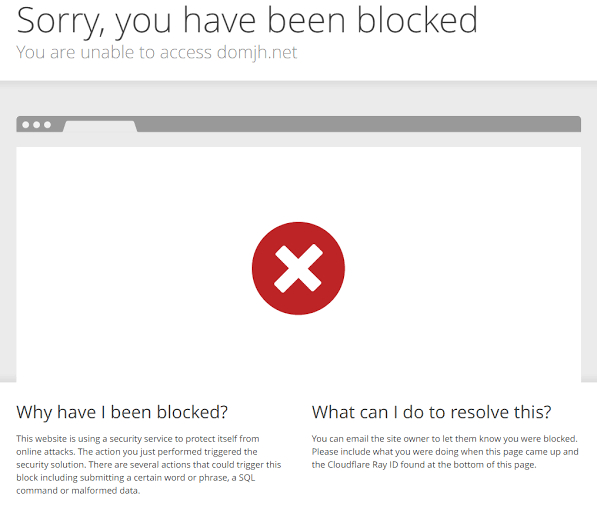 Sorry, you have been blocked
You are unable to access domjh.net
Why have I been blocked?
This website is using a security service to protect itself from
online attacks. The action you just performed triggered the
security solution. There are several actions that could trigger this
block including submitting a certain word or phrase, a SQL
command or malformed data.
What can I do to resolve this?
You can email the site owner to let them know you were blocked.
Please include what you were doing when this page came up and
the Cloudflare Ray ID found at the bottom of this page.